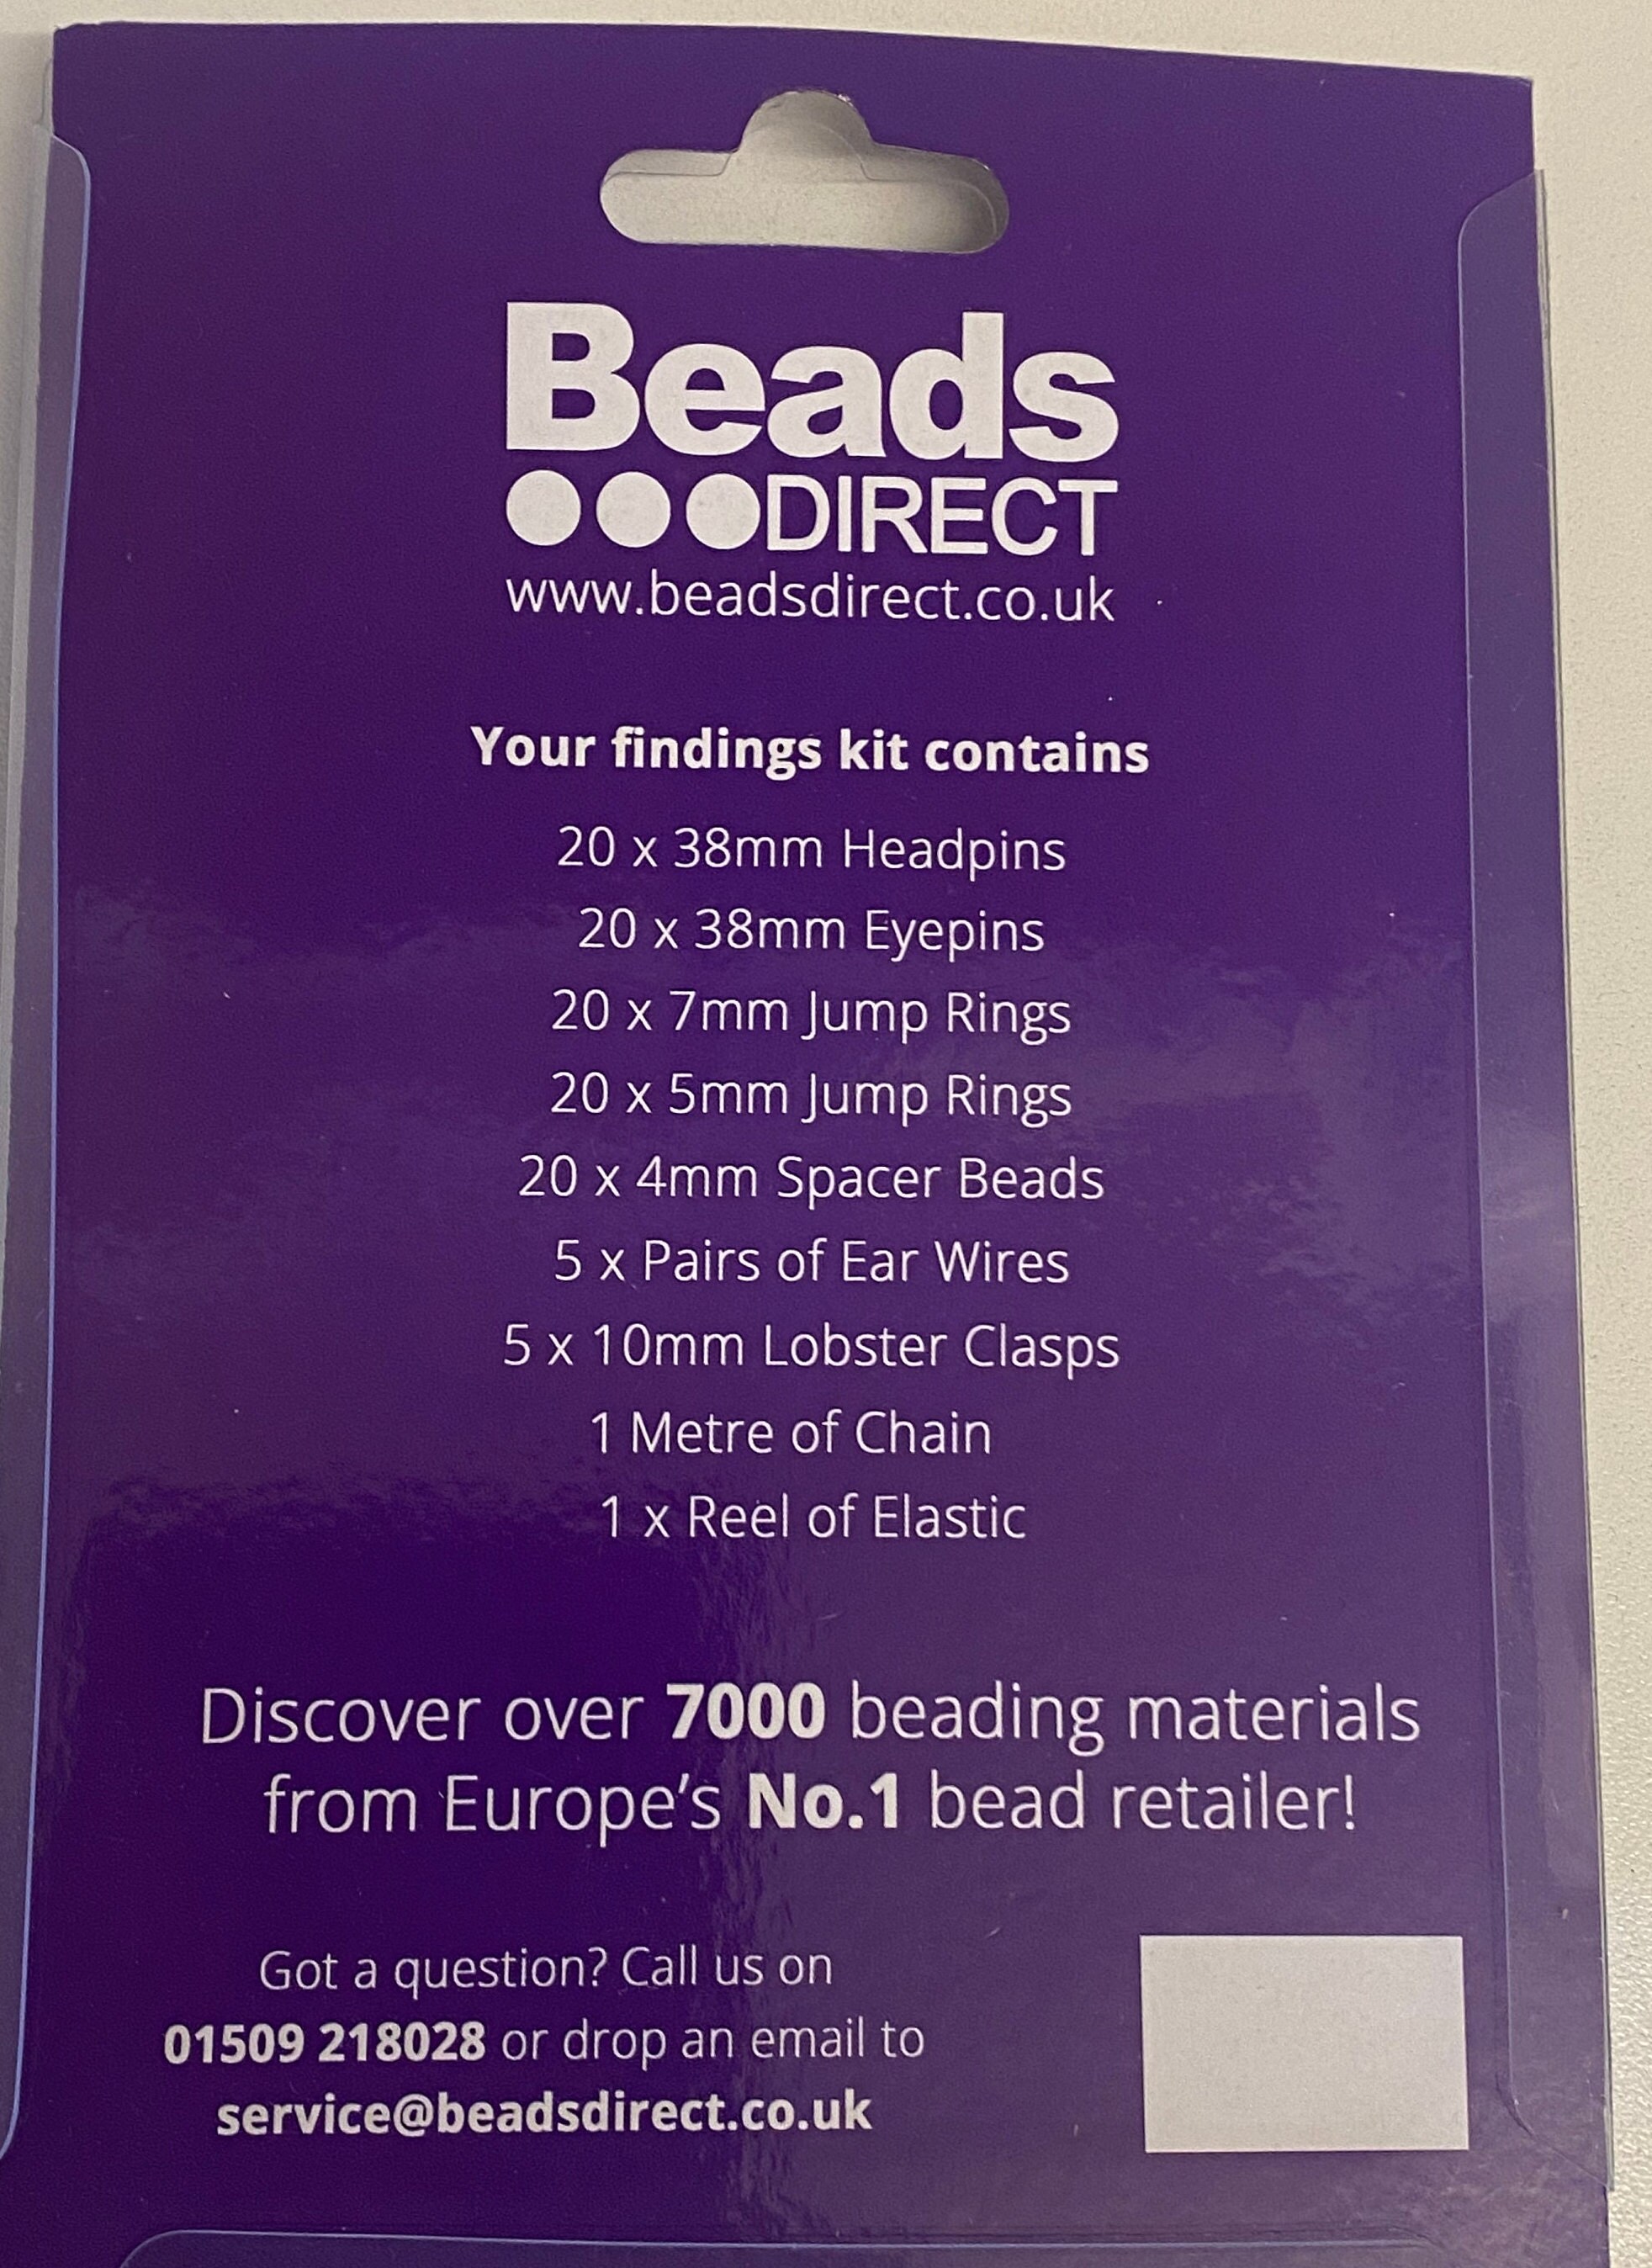 Beads
DIRECT
www.beadsdirect.co.uk
Your findings kit contains
20 x 38mm Headpins
20 x 38mm Eyepins
20 x 7mm Jump Rings
20 x 5mm Jump Rings
20 x 4mm Spacer Beads
5 x Pairs of Ear Wires
5 x 10mm Lobster Clasps
1 Metre of Chain
1 x Reel of Elastic
Discover over 7000 beading materials
from Europe’s No.1 bead retailer!
Got a question? Call us on
01509 218028 or drop an email to
service@beadsdirect.co.uk